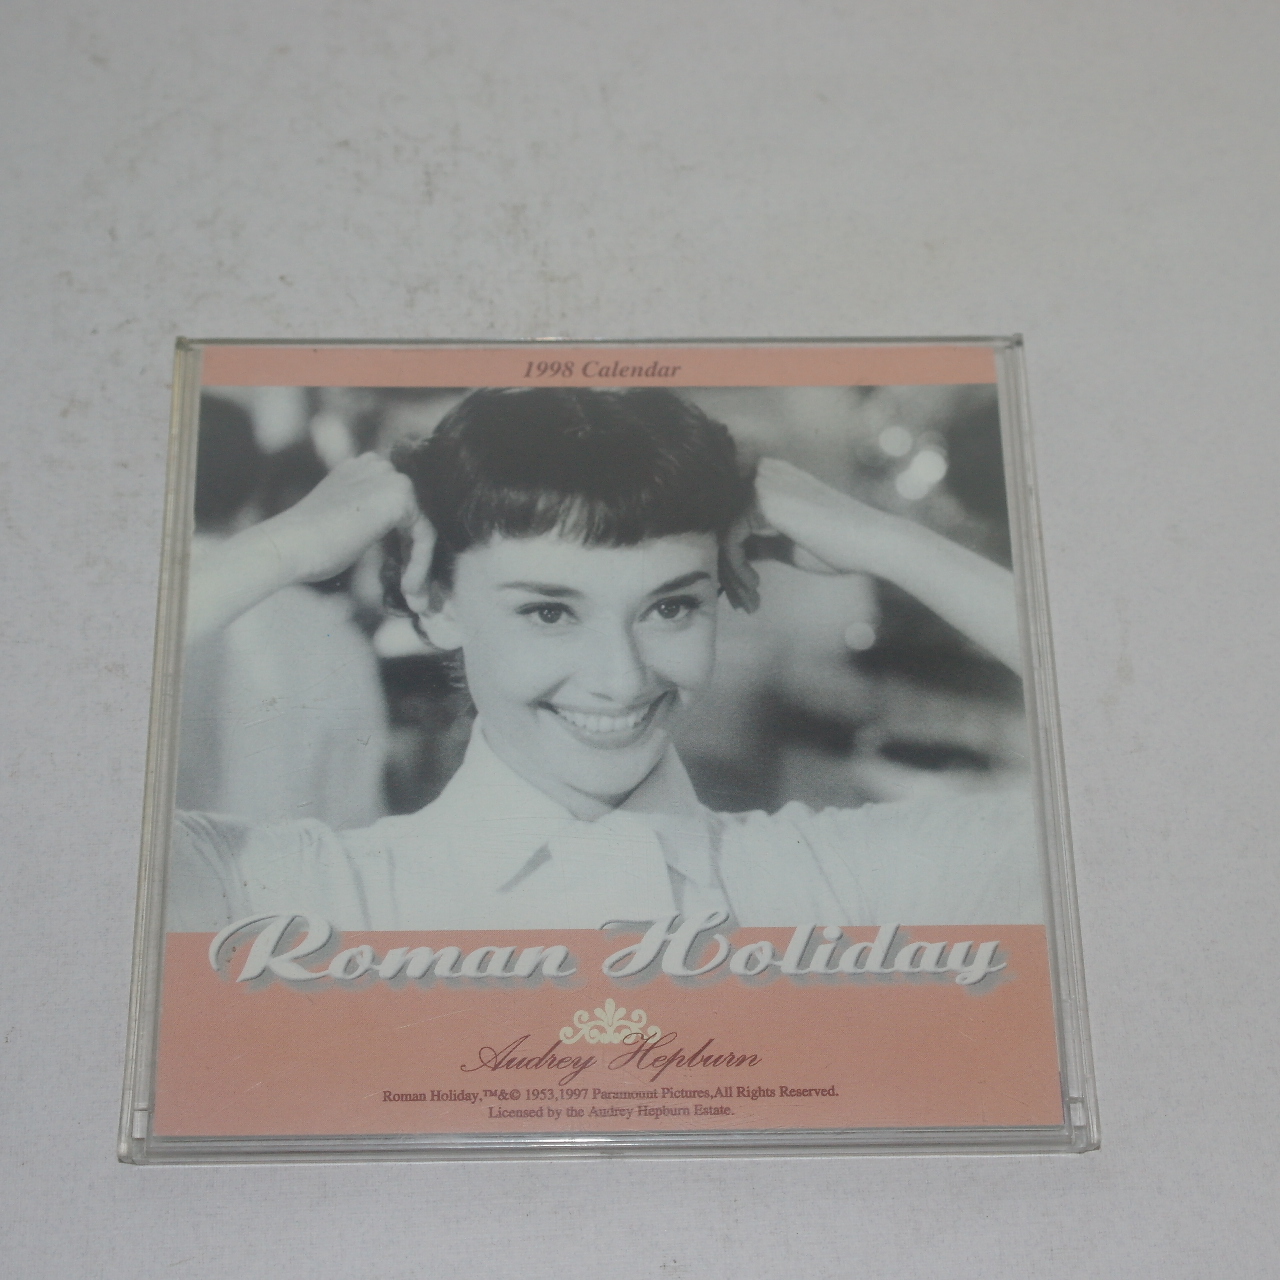 1998 Calendar
Roman Holiday
Audrey Hepburn
Roman Holiday,™&© 1953,1997 Paramount Pictures,All Rights Reserved.
Licensed by the Audrey Hepburn Estate.